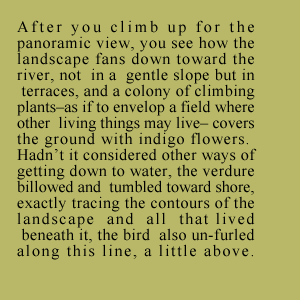 After you climb up for the
panoramic view, you see how the
landscape fans down toward the
river, not in a gentle slope but in
terraces, and a colony of climbing
plants–as if to envelop a field where
other living things may live– covers
the ground with indigo flowers.
Hadn't it considered other ways of
getting down to water, the verdure
billowed and tumbled toward shore,
exactly tracing the contours of the
landscape and all that lived
beneath it, the bird also un-furled
along this line, a little above.